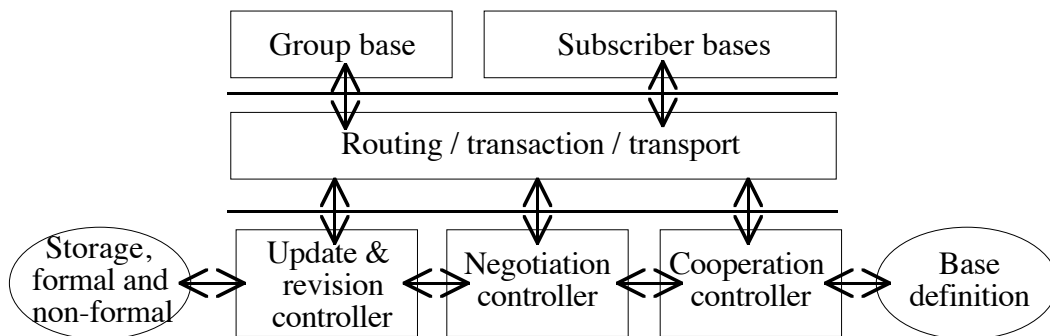 Group base
Subscriber bases
Routing / transaction / transport
Storage,
formal and
non-formal
Update &
revision
controller
Negotiation
controller
Cooperation
controller
Base
definition